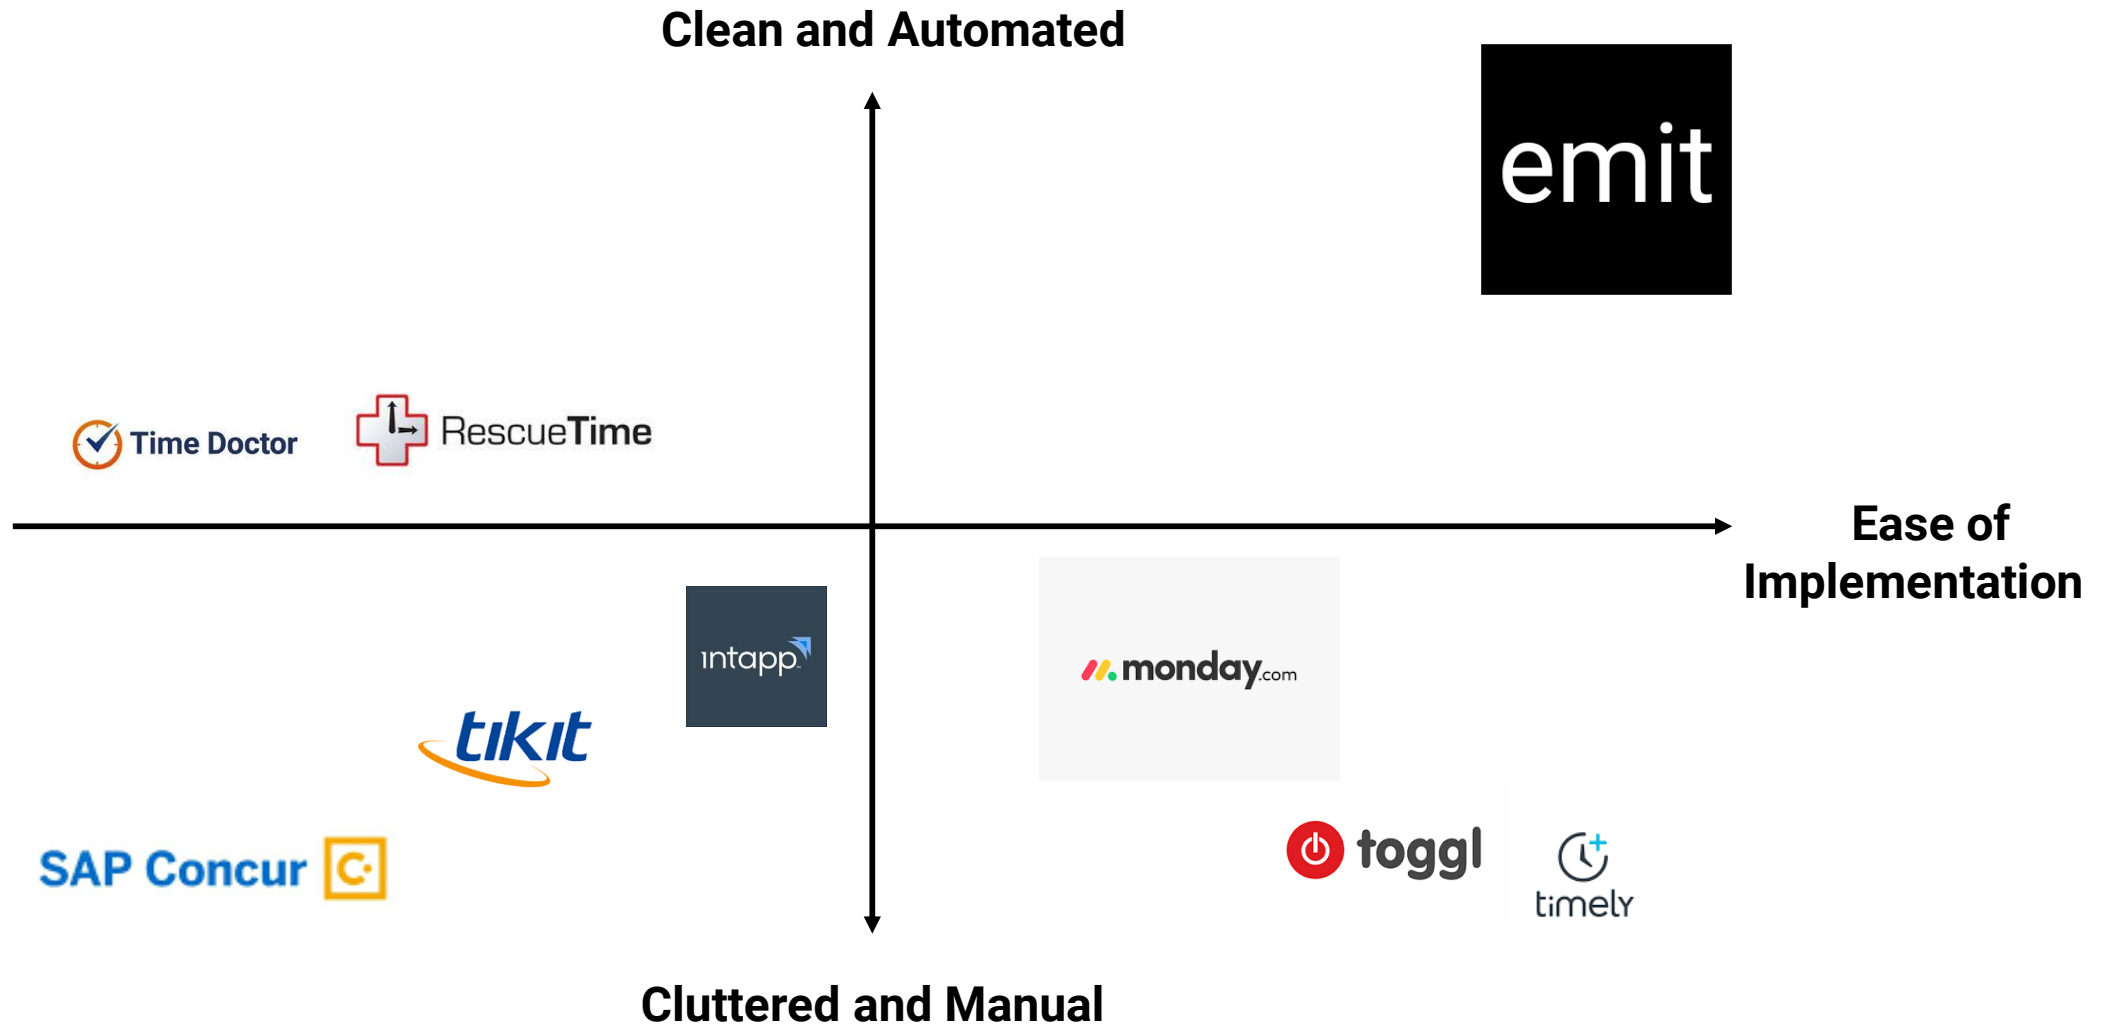 Clean and Automated
emit
Time Doctor
RescueTime
Ease of
Implementation
intapp
monday.com
tikit
toggl
SAP Concur C
timely
Cluttered and Manual